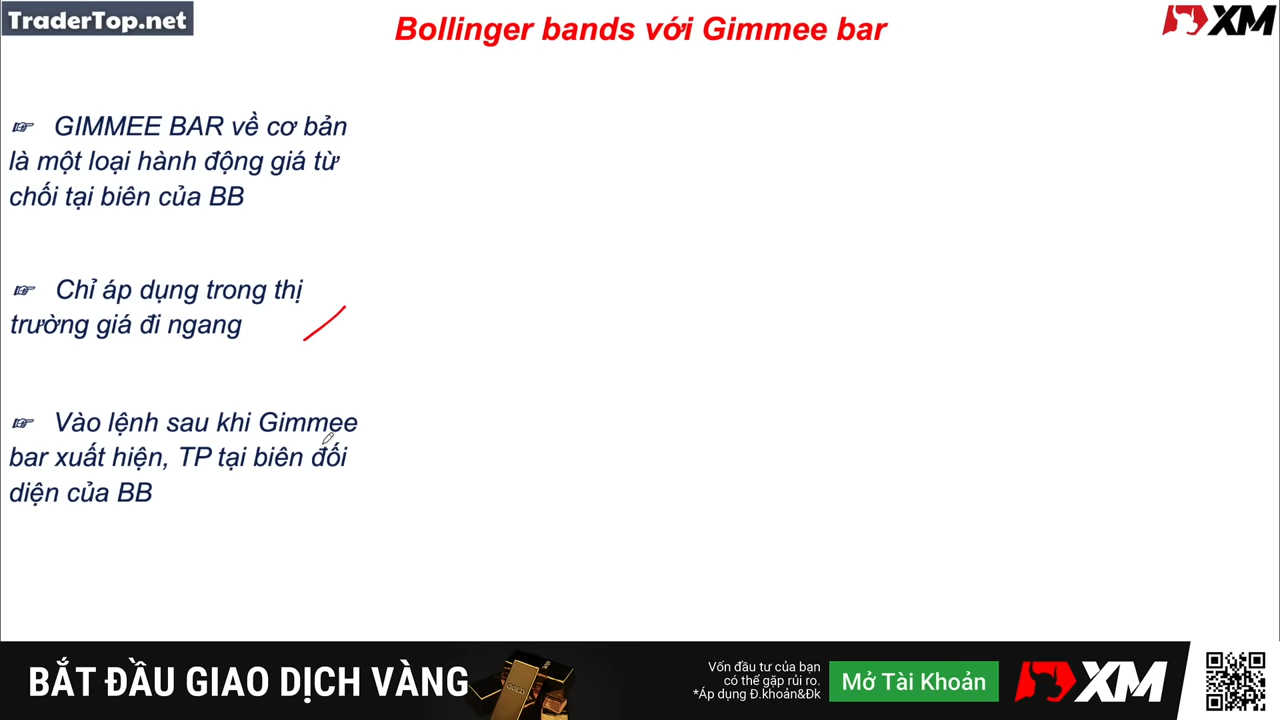 TraderTop.net
Bollinger bands với Gimmee bar
XM
☞ GIMMEE BAR về cơ bản
là một loại hành động giá từ
chối tại biên của BB
☞ Chỉ áp dụng trong thị
trường giá đi ngang
☞ Vào lệnh sau khi Gimmee
bar xuất hiện, TP tại biên đối
diện của BB
BẮT ĐẦU GIAO DỊCH VÀNG
Vốn đầu tư của bạn
có thể gặp rủi ro.
*Áp dụng Đ.khoản&Đk
Mở Tài Khoản
XM